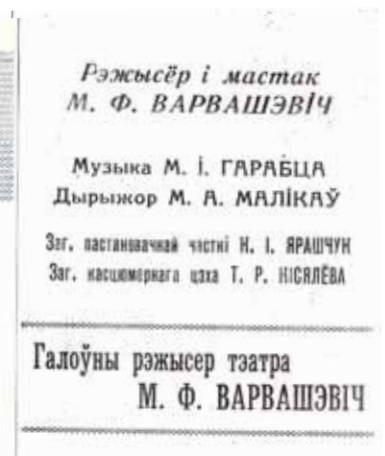 Рэжысёр і мастак
М. Ф. ВАРВАШЭВІЧ
Музыка М. І. ГАРАБЦА
Дырыжор М. А. МАЛІКАЎ
Заг. пастановачнай часткі Н. І. ЯРАШЧУК
Заг. касцюмернага цэха Т. Р. КІСЯЛЁВА
Галоўны рэжысер тэатра
М. Ф. ВАРВАШЭВІЧ